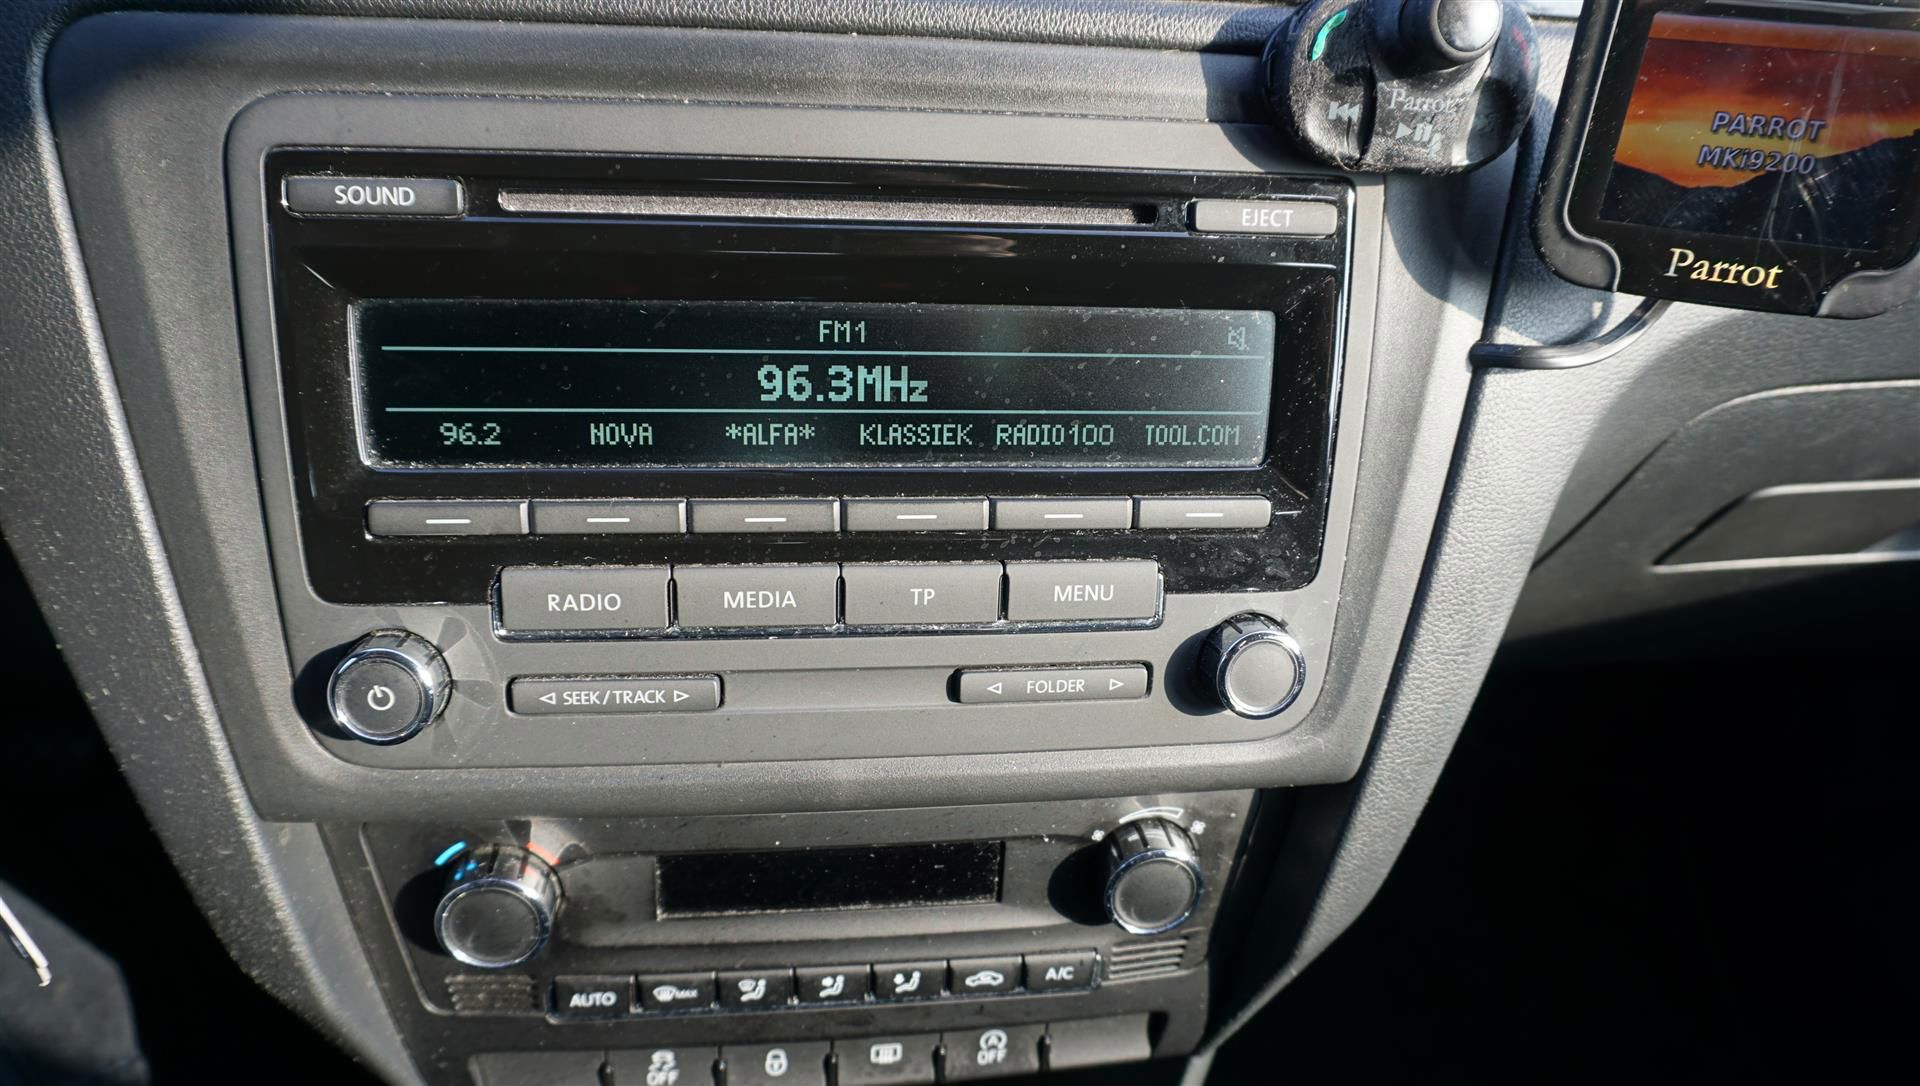 Parrot
PARROT
MKi9200
Parrot
SOUND
EJECT
FM1
96.3MHz
96.2 NOVA *ALFA* KLASSIEK RADIO100 TOOL.COM
RADIO MEDIA TP MENU
SEEK/TRACK FOLDER
AUTO MAX A/C
OFF OFF